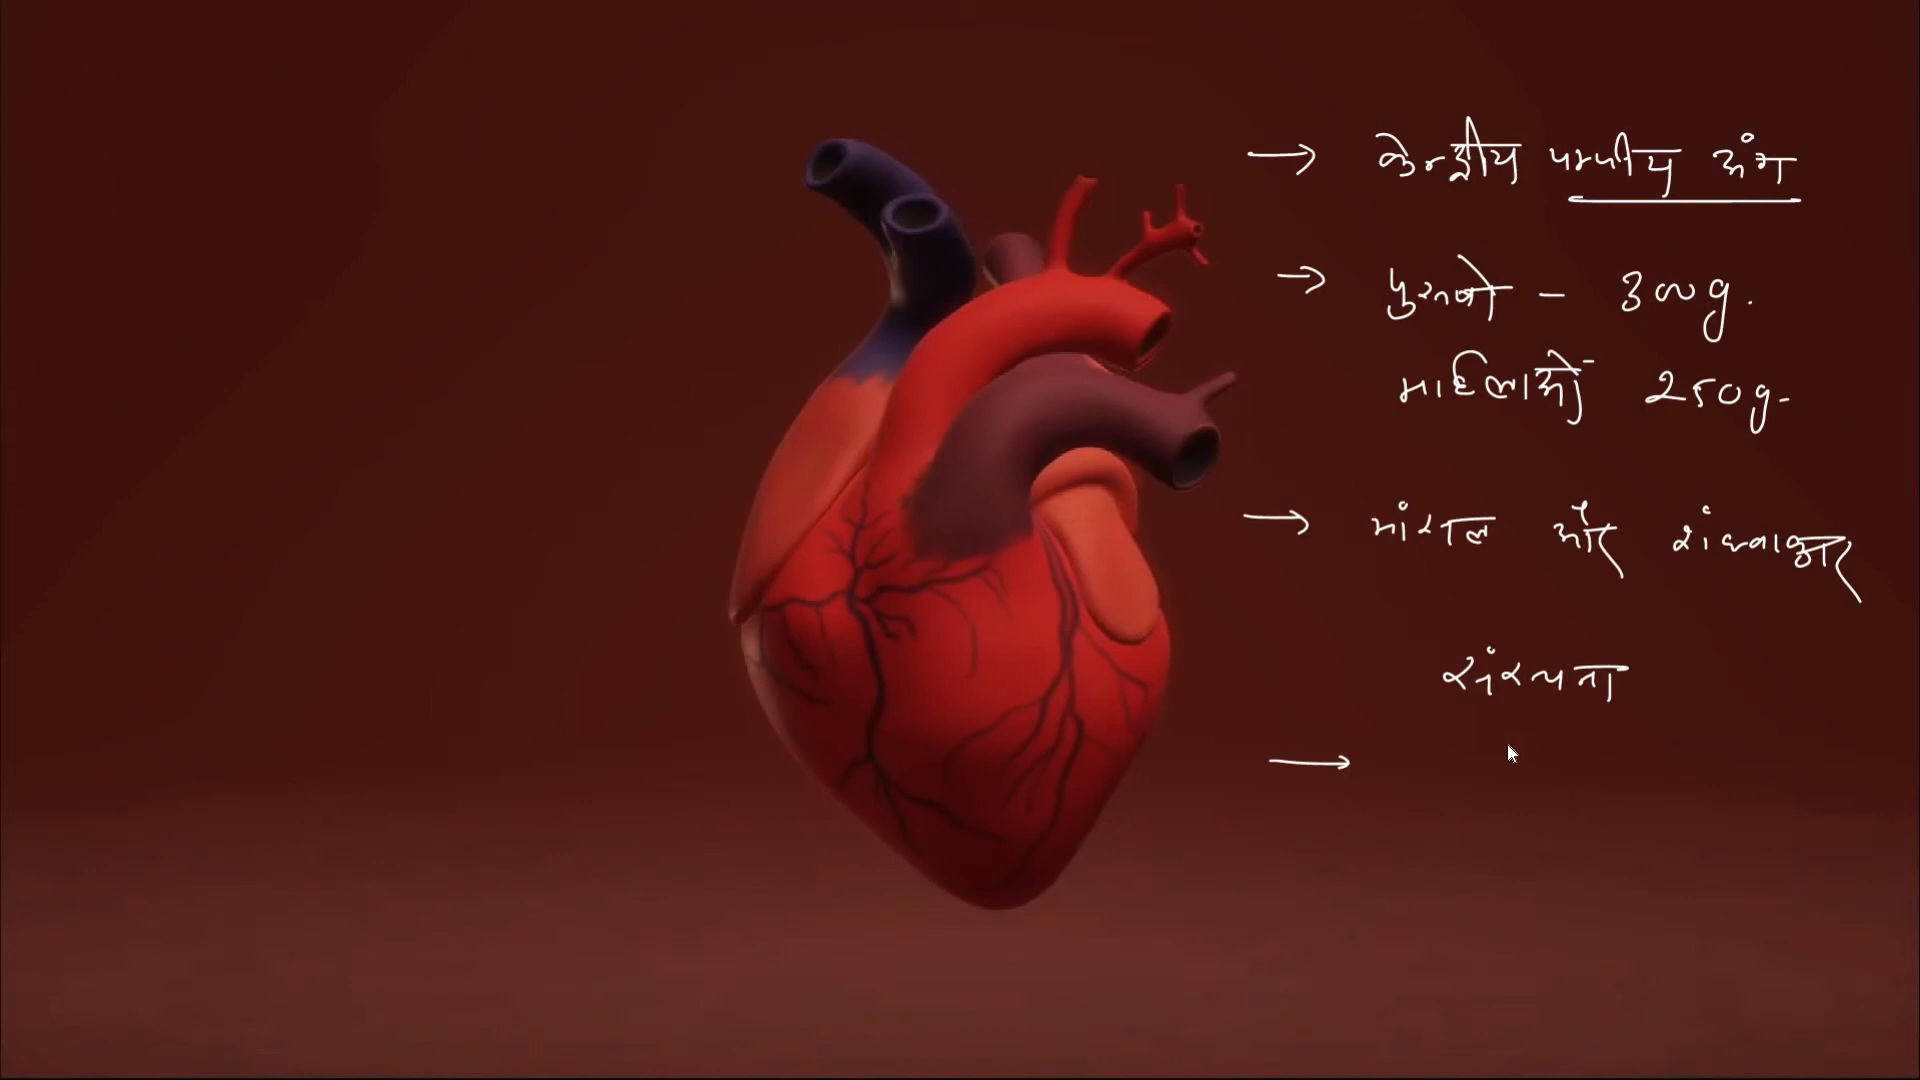 → केन्द्रीय पम्पीय अंग
→ पुरुषो - 300g.
महिलाओं 250g.
→ मांसल और शंक्वाकार
संरचना
→